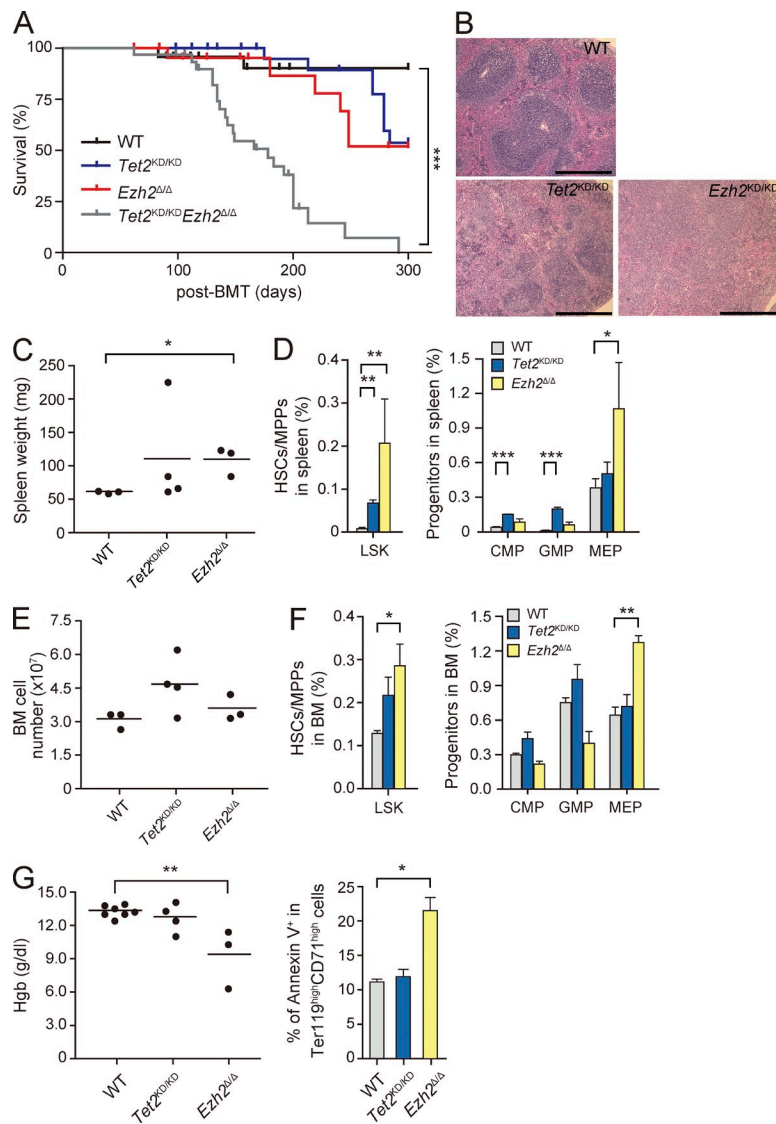 A
Survival (%)
100
75
50
25
0
WT
Tet2KD/KD
Ezh2Δ/Δ
Tet2KD/KDEzh2Δ/Δ
***
0
100
200
300
post-BMT (days)
B
WT
Tet2KD/KD
Ezh2KD/KD
C
Spleen weight (mg)
250
200
150
100
50
0
*
WT
Tet2KD/KD
Ezh2Δ/Δ
D
HSCs/MPPs
in spleen (%)
0.4
0.3
0.2
0.1
0
**
**
LSK
Progenitors in spleen (%)
1.5
1.2
0.9
0.6
0.3
0
WT
Tet2KD/KD
Ezh2Δ/Δ
***
***
*
CMP
GMP
MEP
E
BM cell
number (x10⁷)
7.5
6.0
4.5
3.0
1.5
0
WT
Tet2KD/KD
Ezh2Δ/Δ
F
HSCs/MPPs
in BM (%)
0.4
0.3
0.2
0.1
0.0
*
LSK
Progenitors in BM (%)
1.5
1.2
0.9
0.6
0.3
0
WT
Tet2KD/KD
Ezh2Δ/Δ
**
CMP
GMP
MEP
G
Hgb (g/dl)
15.0
12.0
9.0
6.0
3.0
0
**
WT
Tet2KD/KD
Ezh2Δ/Δ
% of Annexin V⁺ in
Ter119highCD71high cells
25
20
15
10
5
0
*
WT
Tet2KD/KD
Ezh2Δ/Δ